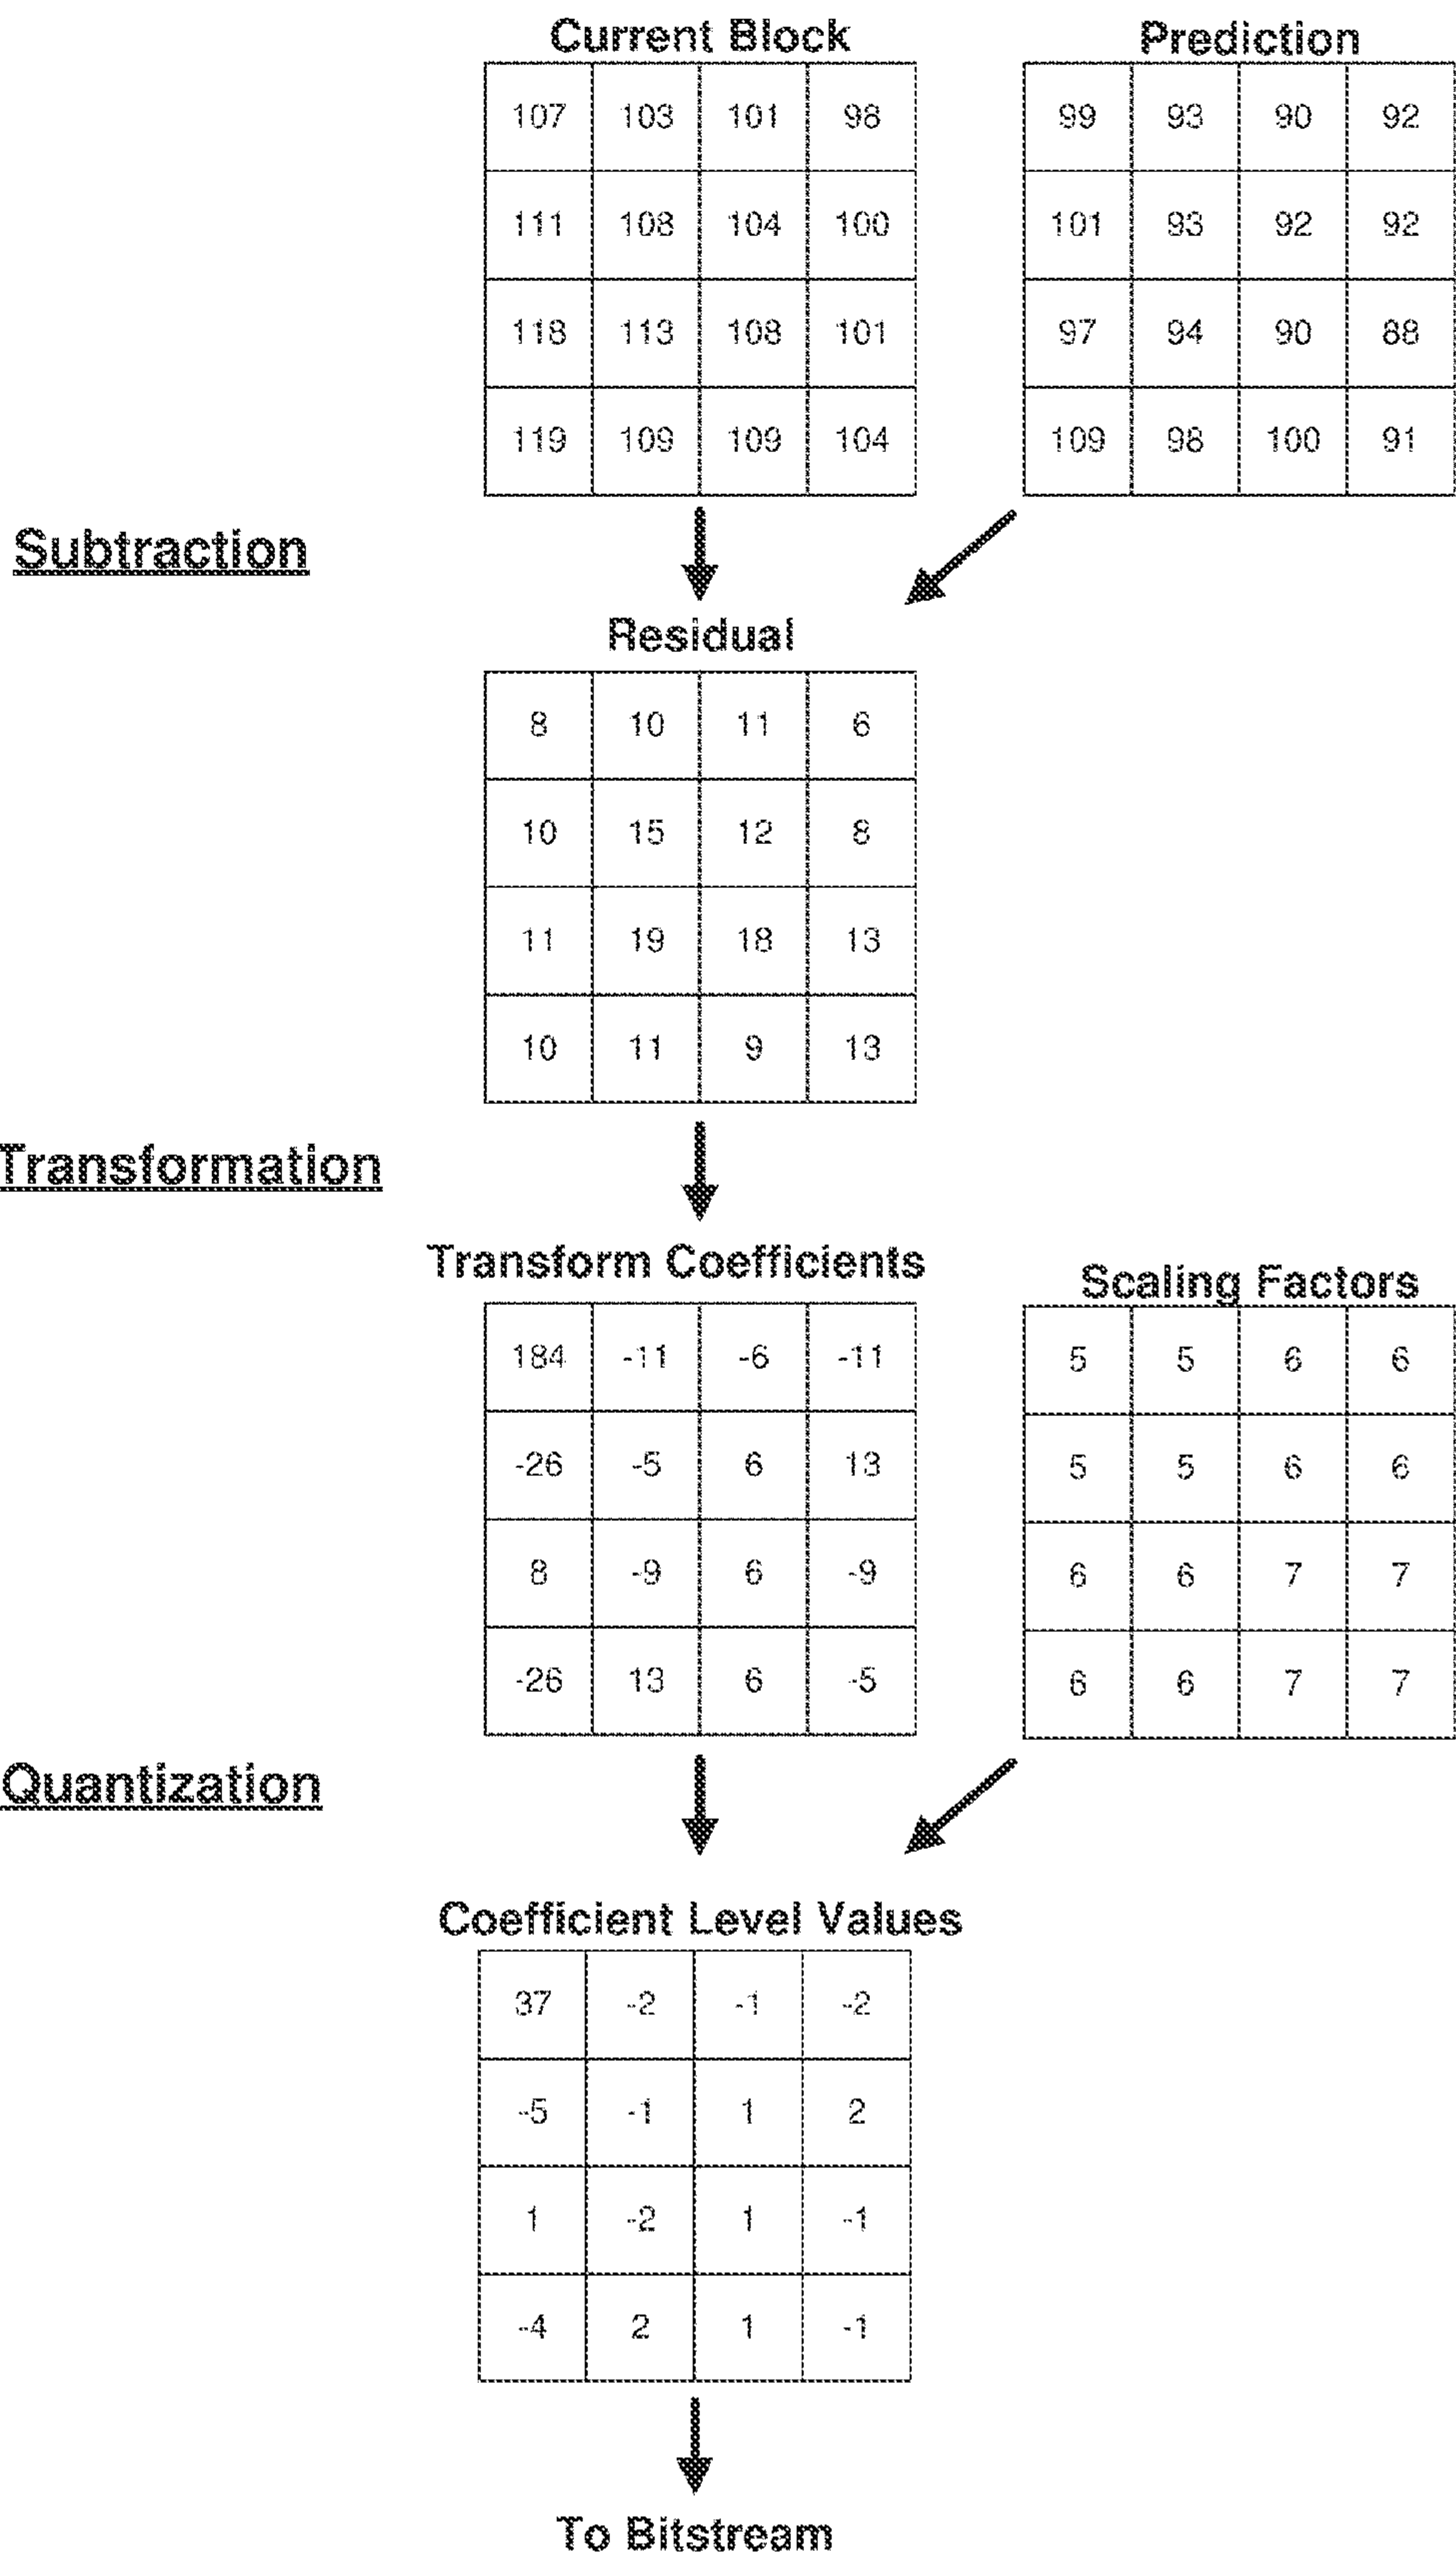 Current Block Prediction
107 103 101 98 99 93 90 92
111 108 104 100 101 93 92 92
118 113 108 101 97 94 90 88
119 109 109 104 109 98 100 91
Subtraction
Residual
8 10 11 6
10 15 12 8
11 19 18 13
10 11 9 13
Transformation
Transform Coefficients Scaling Factors
184 -11 -6 -11 5 5 6 6
-26 -5 6 13 5 5 6 6
8 -9 6 -9 6 6 7 7
-26 13 6 -5 6 6 7 7
Quantization
Coefficient Level Values
37 -2 -1 -2
-5 -1 1 2
1 -2 1 -1
-4 2 1 -1
To Bitstream